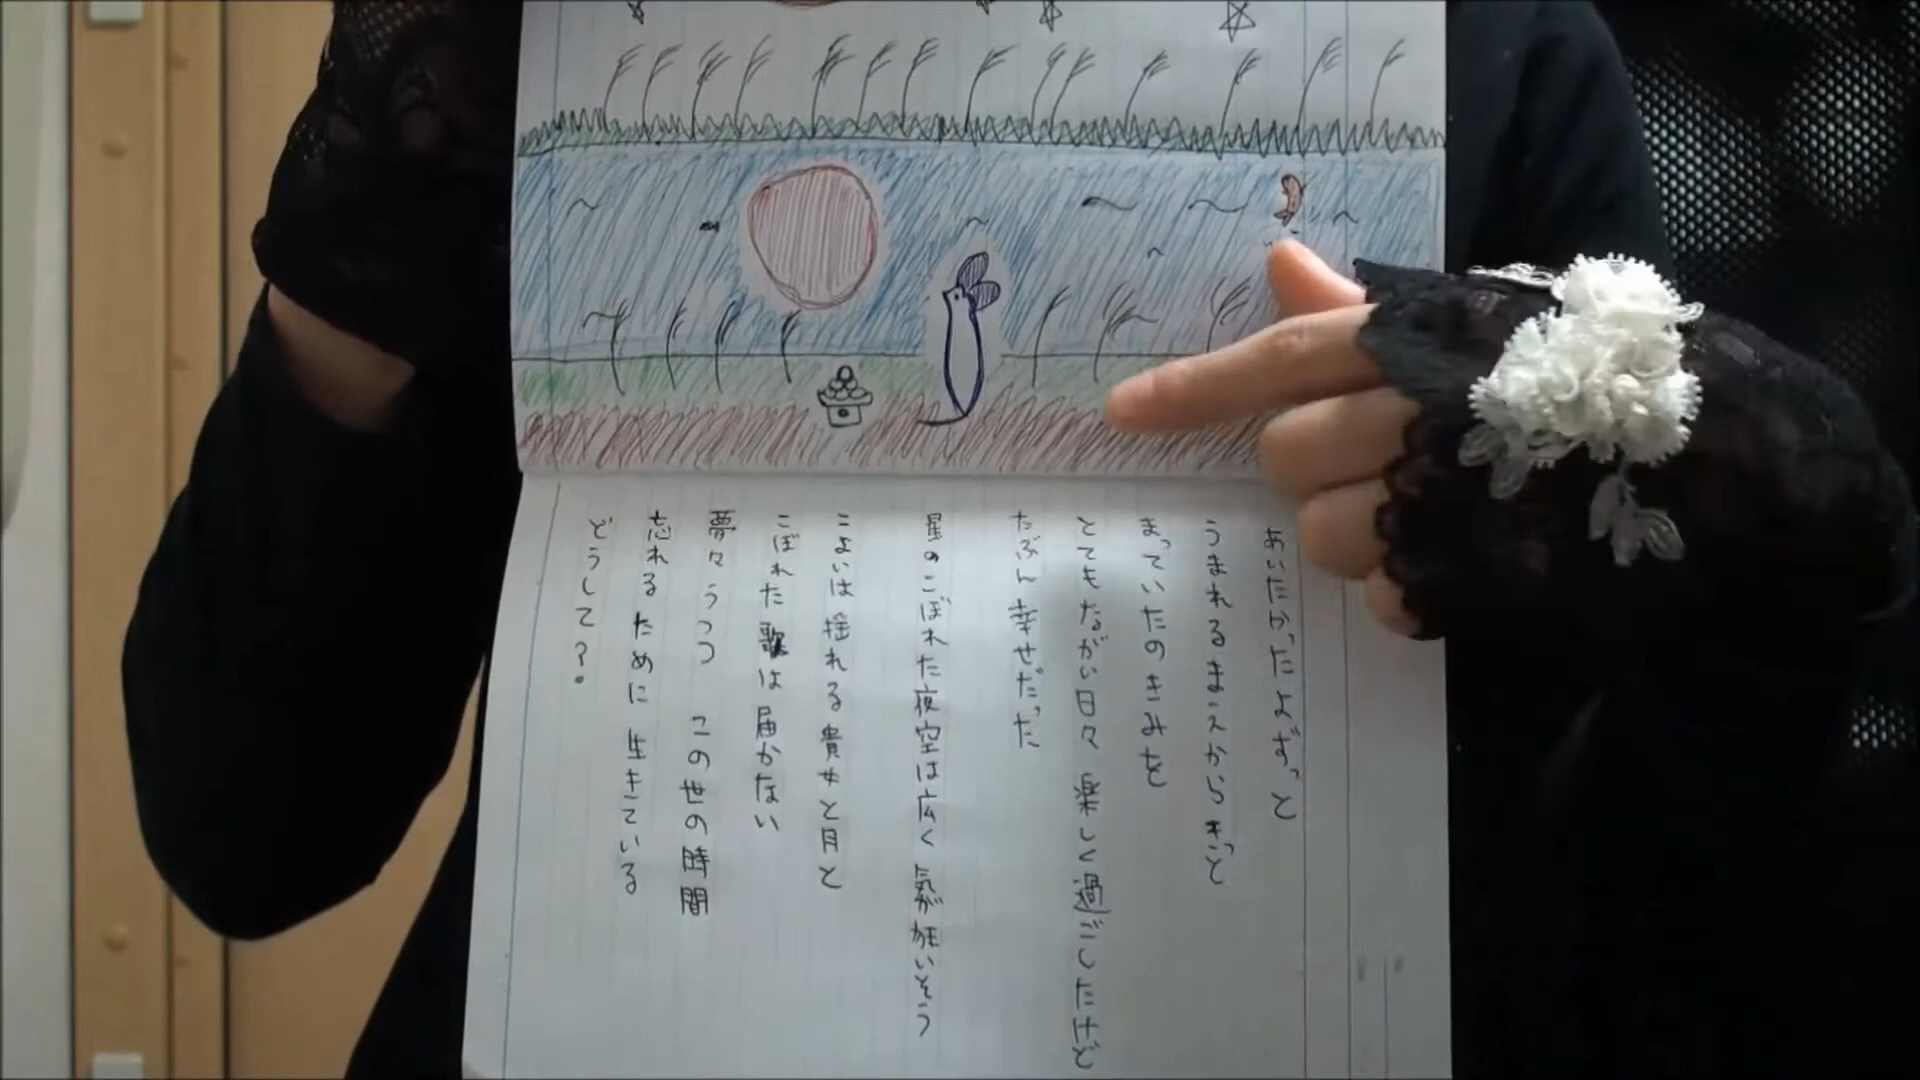 あいたかったよずっと
うまれるまえからきっと
まっていたのきみを
とてもながい日々 楽しく過ごしたけど
たぶん幸せだった
星のこぼれた夜空は広く 気が狂いそう
こよいは揺れる貴女と月と
こぼれた歌は届かない
夢々うつつ この世の時間
忘れるために 生きている
どうして？。